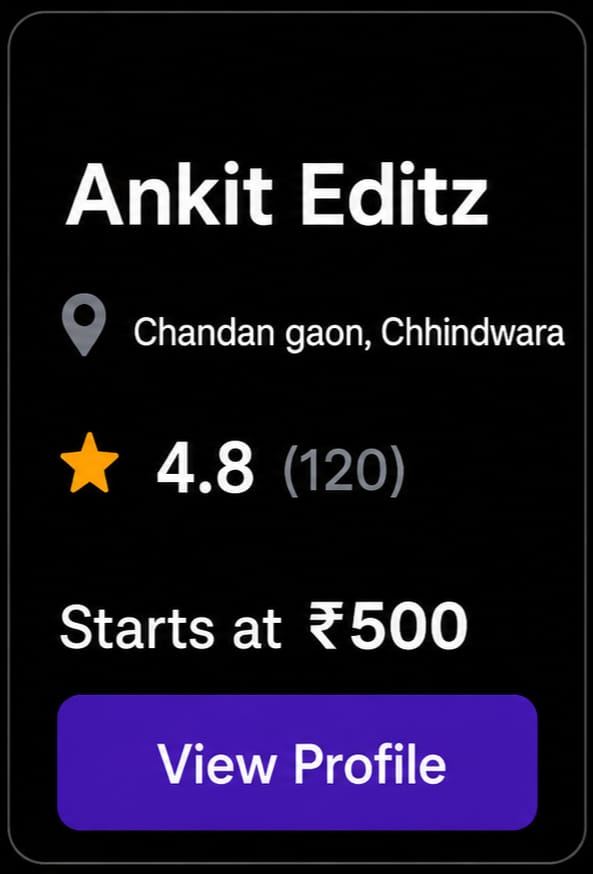 Ankit Editz
Chandan gaon, Chhindwara
4.8 (120)
Starts at ₹500
View Profile